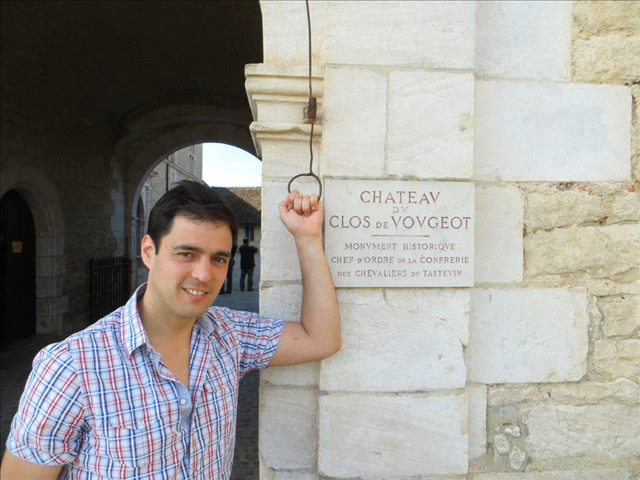 CHATEAV
DV
CLOS DE VOVGEOT
MONVMENT HISTORIQVE
CHEF D'ORDRE DE LA CONFRERIE
DES CHEVALIERS DV TASTEVIN